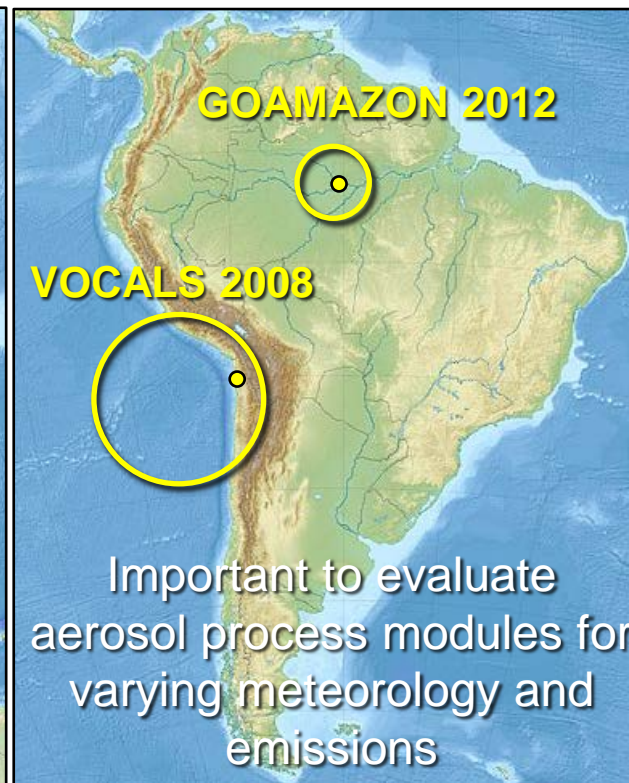 GOAMAZON 2012
VOCALS 2008
Important to evaluate
aerosol process modules for
varying meteorology and
emissions